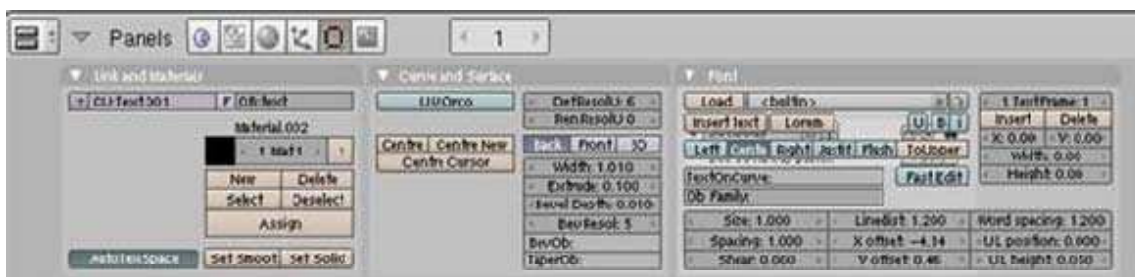 Panels
1
Link and Materials
CU:Text.001
F OB:Text
Material.002
1 Mat 1
?
New Delete
Select Deselect
Assign
AutoTexSpace
Set Smoot Set Solid
Curve and Surface
UV Orco
Centre Centre New
Centre Cursor
DefResolU: 6
RenResolU 0
Back Front 3D
Width: 1.010
Extrude: 0.100
Bevel Depth: 0.010
BevResol: 5
BevOb:
TaperOb:
Font
Load <builtin>
Insert Text Lorem
U B i
Left Center Right Justify Flush ToUpper
TextOnCurve:
Fast Edit
Ob Family:
Size: 1.000 Linedist: 1.200 Word spacing: 1.200
Spacing: 1.000 X offset: -4.14 UL position: 0.000
Shear: 0.000 Y offset: 0.46 UL height: 0.050
1 TextFrame: 1
Insert Delete
X: 0.00 Y: 0.00
Width: 0.00
Height: 0.00